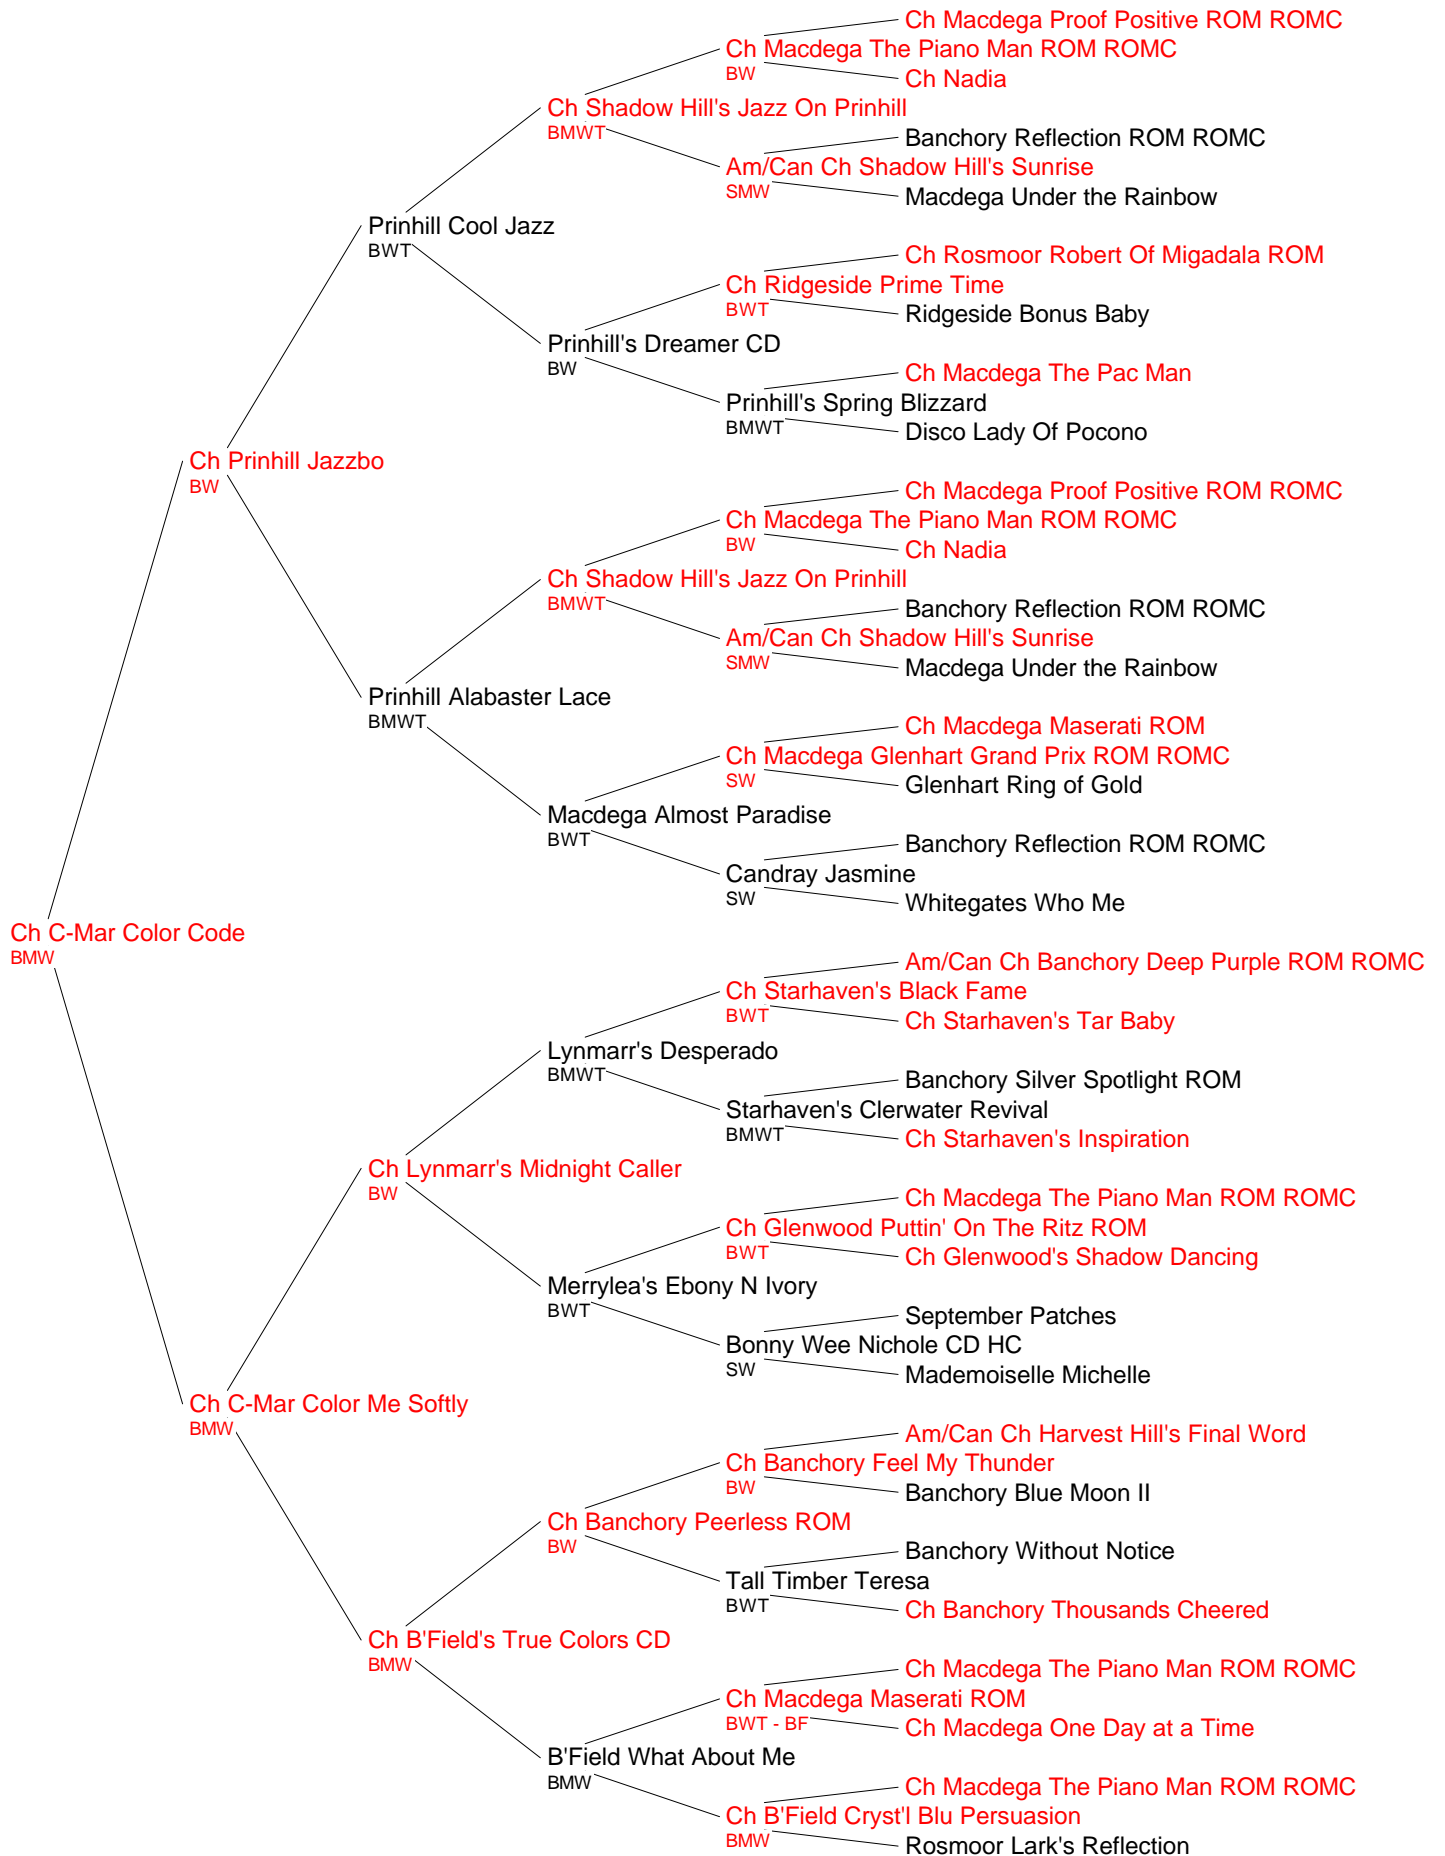 Ch Macdega Proof Positive ROM ROMC
Ch Macdega The Piano Man ROM ROMC
BW
Ch Nadia
Ch Shadow Hill's Jazz On Prinhill
BMWT
Banchory Reflection ROM ROMC
Am/Can Ch Shadow Hill's Sunrise
SMW
Macdega Under the Rainbow
Prinhill Cool Jazz
BWT
Ch Rosmoor Robert Of Migadala ROM
Ch Ridgeside Prime Time
BWT
Ridgeside Bonus Baby
Prinhill's Dreamer CD
BW
Ch Macdega The Pac Man
Prinhill's Spring Blizzard
BMWT
Disco Lady Of Pocono
Ch Prinhill Jazzbo
BW
Ch Macdega Proof Positive ROM ROMC
Ch Macdega The Piano Man ROM ROMC
BW
Ch Nadia
Ch Shadow Hill's Jazz On Prinhill
BMWT
Banchory Reflection ROM ROMC
Am/Can Ch Shadow Hill's Sunrise
SMW
Macdega Under the Rainbow
Prinhill Alabaster Lace
BMWT
Ch Macdega Maserati ROM
Ch Macdega Glenhart Grand Prix ROM ROMC
SW
Glenhart Ring of Gold
Macdega Almost Paradise
BWT
Banchory Reflection ROM ROMC
Candray Jasmine
SW
Whitegates Who Me
Ch C-Mar Color Code
BMW
Am/Can Ch Banchory Deep Purple ROM ROMC
Ch Starhaven's Black Fame
BWT
Ch Starhaven's Tar Baby
Lynmarr's Desperado
BMWT
Banchory Silver Spotlight ROM
Starhaven's Clerwater Revival
BMWT
Ch Starhaven's Inspiration
Ch Lynmarr's Midnight Caller
BW
Ch Macdega The Piano Man ROM ROMC
Ch Glenwood Puttin' On The Ritz ROM
BWT
Ch Glenwood's Shadow Dancing
Merrylea's Ebony N Ivory
BWT
September Patches
Bonny Wee Nichole CD HC
SW
Mademoiselle Michelle
Ch C-Mar Color Me Softly
BMW
Am/Can Ch Harvest Hill's Final Word
Ch Banchory Feel My Thunder
BW
Banchory Blue Moon II
Ch Banchory Peerless ROM
BW
Banchory Without Notice
Tall Timber Teresa
BWT
Ch Banchory Thousands Cheered
Ch B'Field's True Colors CD
BMW
Ch Macdega The Piano Man ROM ROMC
Ch Macdega Maserati ROM
BWT - BF
Ch Macdega One Day at a Time
B'Field What About Me
BMW
Ch Macdega The Piano Man ROM ROMC
Ch B'Field Cryst'l Blu Persuasion
BMW
Rosmoor Lark's Reflection